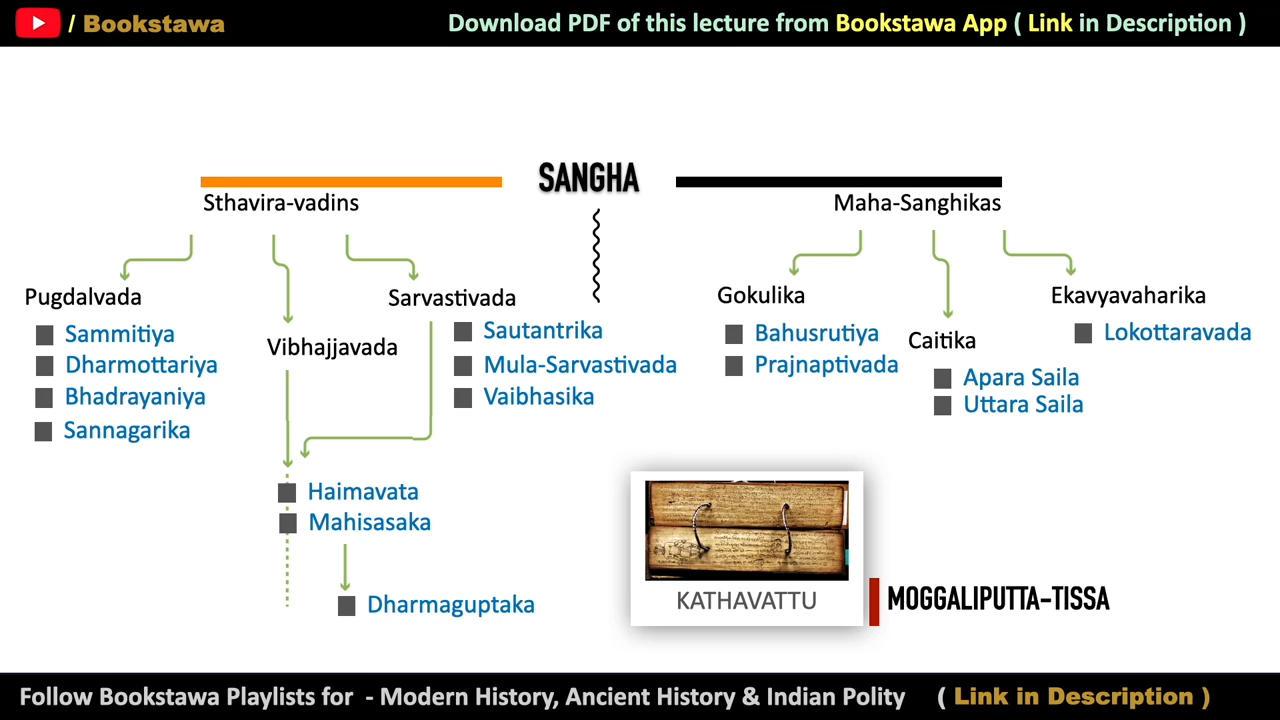 / Bookstawa
Download PDF of this lecture from Bookstawa App ( Link in Description )
SANGHA
Sthavira-vadins
Maha-Sanghikas
Pugdalvada
Sammitiya
Dharmottariya
Bhadrayaniya
Sannagarika
Vibhajjavada
Sarvastivada
Sautantrika
Mula-Sarvastivada
Vaibhasika
Haimavata
Mahisasaka
Dharmaguptaka
Gokulika
Bahusrutiya
Prajnaptivada
Caitika
Apara Saila
Uttara Saila
Ekavyavaharika
Lokottaravada
KATHAVATTU
MOGGALIPUTTA-TISSA
Follow Bookstawa Playlists for - Modern History, Ancient History & Indian Polity ( Link in Description )